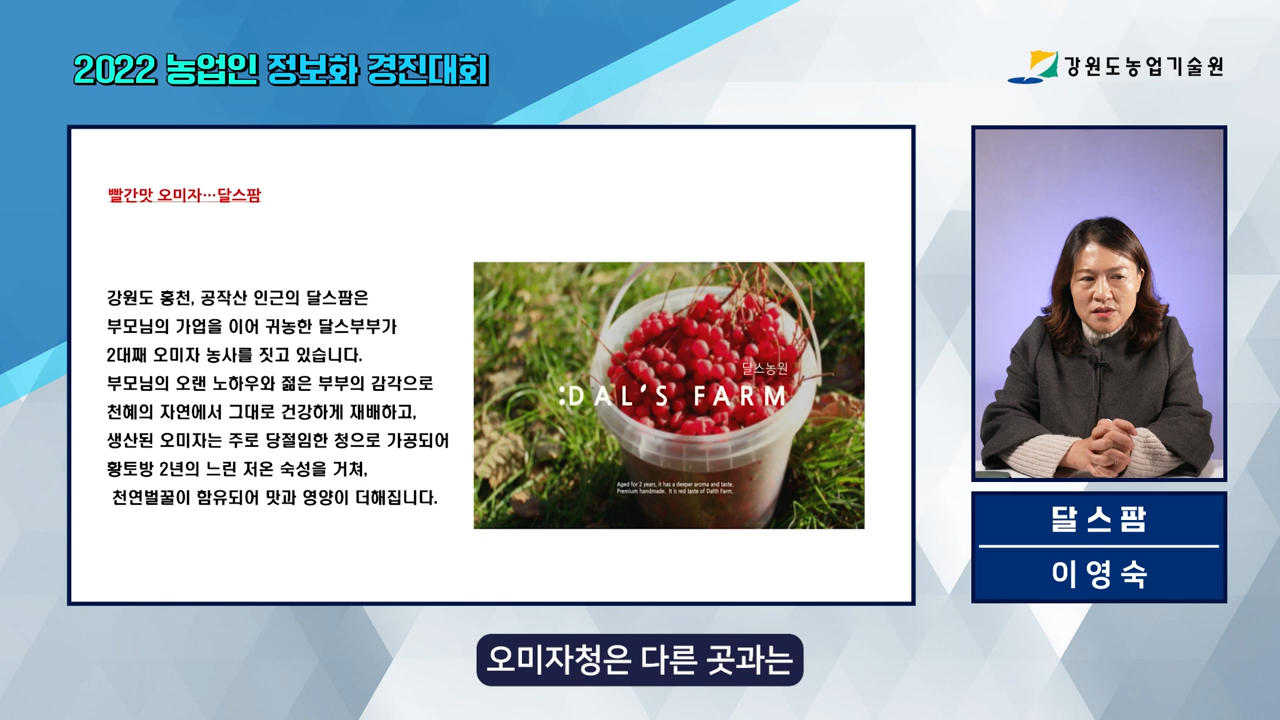 2022 농업인 정보화 경진대회
강원도농업기술원
빨간맛 오미자…달스팜
강원도 홍천, 공작산 인근의 달스팜은
부모님의 가업을 이어 귀농한 달스부부가
2대째 오미자 농사를 짓고 있습니다.
부모님의 오랜 노하우와 젊은 부부의 감각으로
천혜의 자연에서 그대로 건강하게 재배하고,
생산된 오미자는 주로 당절임한 청으로 가공되어
황토방 2년의 느린 저온 숙성을 거쳐,
천연벌꿀이 함유되어 맛과 영양이 더해집니다.
달스농원
:DAL'S FARM
Aged for 2 years, it has a deeper aroma and taste.
Premium handmade. It is red taste of Dalth Farm.
달스팜
이영숙
오미자청은 다른 곳과는